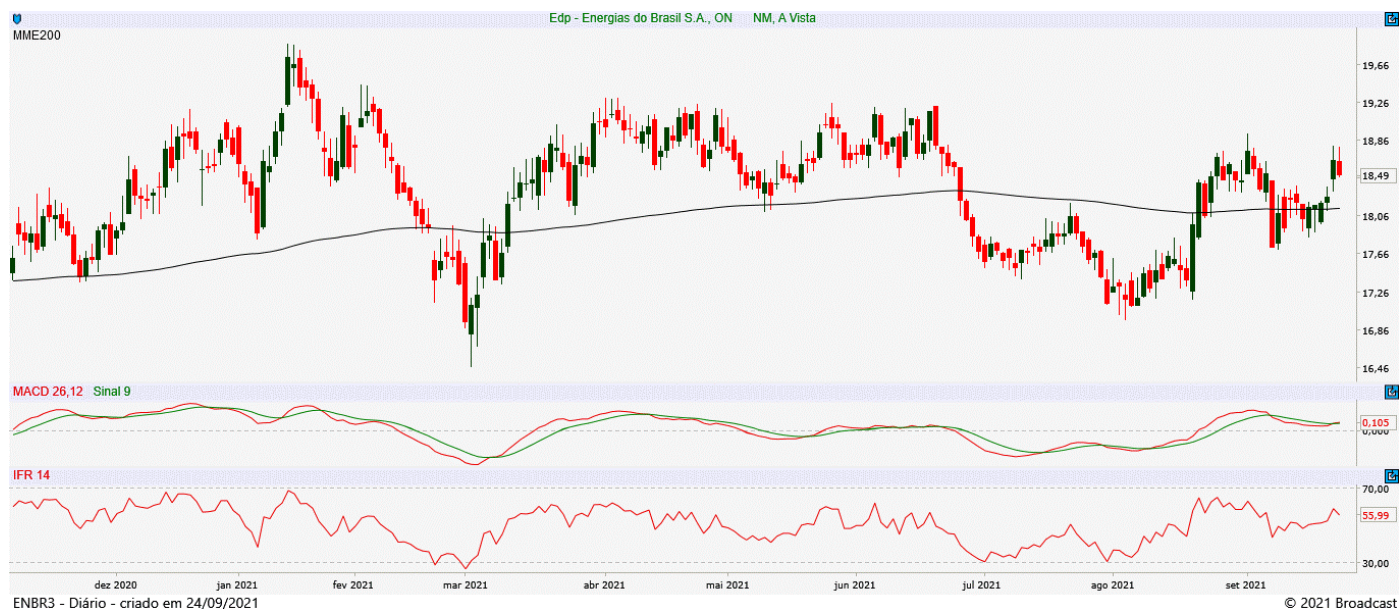 Edp - Energias do Brasil S.A., ON NM, A Vista
MME200
19,66
19,26
18,86
18,49
18,06
17,66
17,26
16,86
16,46
MACD 26,12 Sinal 9
0,105
0,000
IFR 14
70,00
55,99
30,00
dez 2020 jan 2021 fev 2021 mar 2021 abr 2021 mai 2021 jun 2021 jul 2021 ago 2021 set 2021
ENBR3 - Diário - criado em 24/09/2021 © 2021 Broadcast